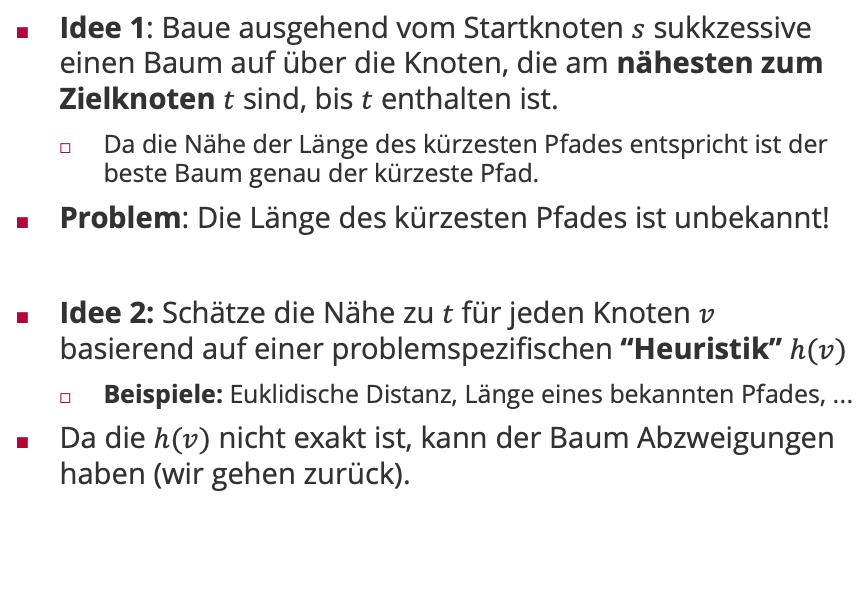 Idee 1: Baue ausgehend vom Startknoten s sukkzessive
einen Baum auf über die Knoten, die am nähesten zum
Zielknoten t sind, bis t enthalten ist.
Da die Nähe der Länge des kürzesten Pfades entspricht ist der
beste Baum genau der kürzeste Pfad.
Problem: Die Länge des kürzesten Pfades ist unbekannt!
Idee 2: Schätze die Nähe zu t für jeden Knoten v
basierend auf einer problemspezifischen “Heuristik” h(v)
Beispiele: Euklidische Distanz, Länge eines bekannten Pfades, ...
Da die h(v) nicht exakt ist, kann der Baum Abzweigungen
haben (wir gehen zurück).